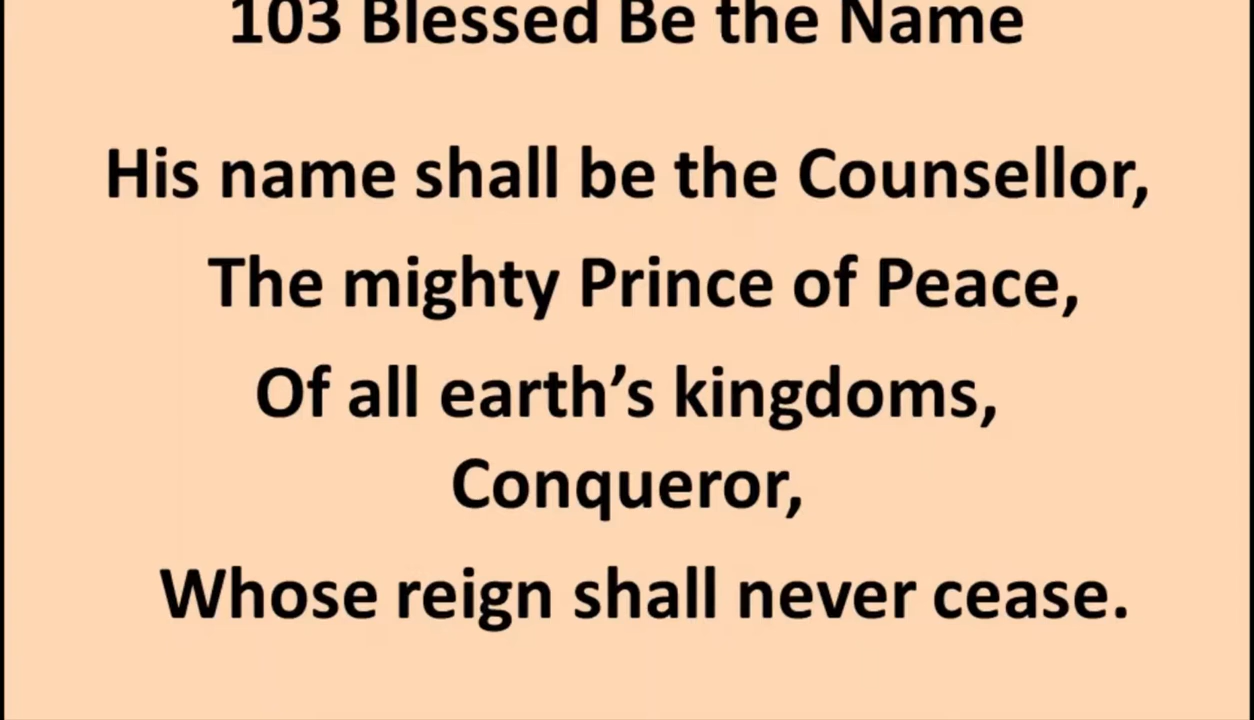 103 Blessed Be the Name
His name shall be the Counsellor,
The mighty Prince of Peace,
Of all earth’s kingdoms,
Conqueror,
Whose reign shall never cease.